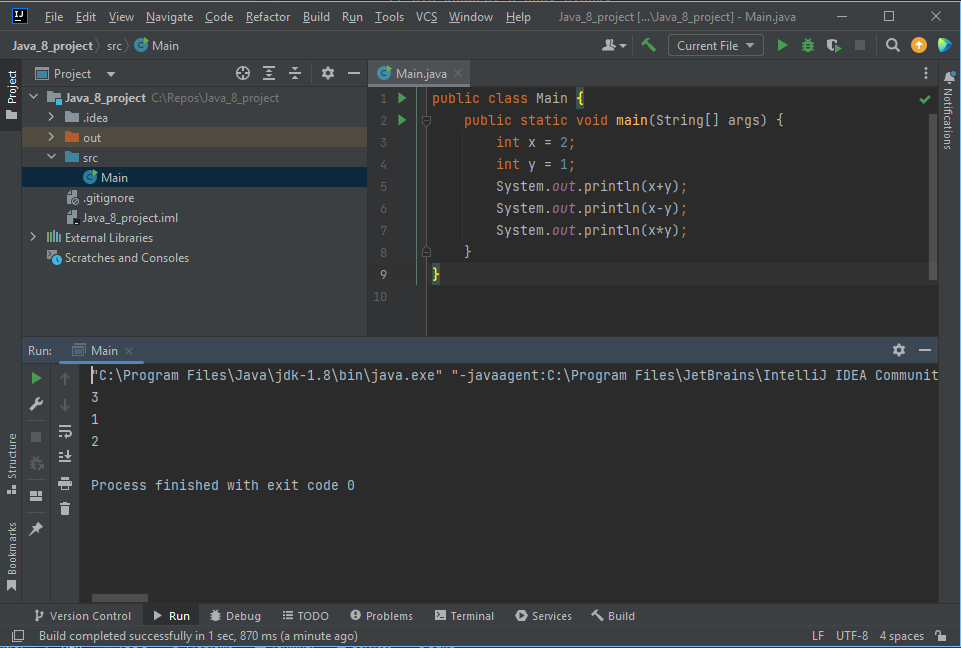 File Edit View Navigate Code Refactor Build Run Tools VCS Window Help Java_8_project [...\Java_8_project] - Main.java
Java_8_project src Main Current File
Project Main.java
Project
Java_8_project C:\Repos\Java_8_project
.idea
out
src
Main
.gitignore
Java_8_project.iml
External Libraries
Scratches and Consoles
1 public class Main {
2 public static void main(String[] args) {
3 int x = 2;
4 int y = 1;
5 System.out.println(x+y);
6 System.out.println(x-y);
7 System.out.println(x*y);
8 }
9 }
10
Notifications
Run: Main
"C:\Program Files\Java\jdk-1.8\bin\java.exe" "-javaagent:C:\Program Files\JetBrains\IntelliJ IDEA Communit
3
1
2
Process finished with exit code 0
Structure
Bookmarks
Version Control Run Debug TODO Problems Terminal Services Build
Build completed successfully in 1 sec, 870 ms (a minute ago) LF UTF-8 4 spaces